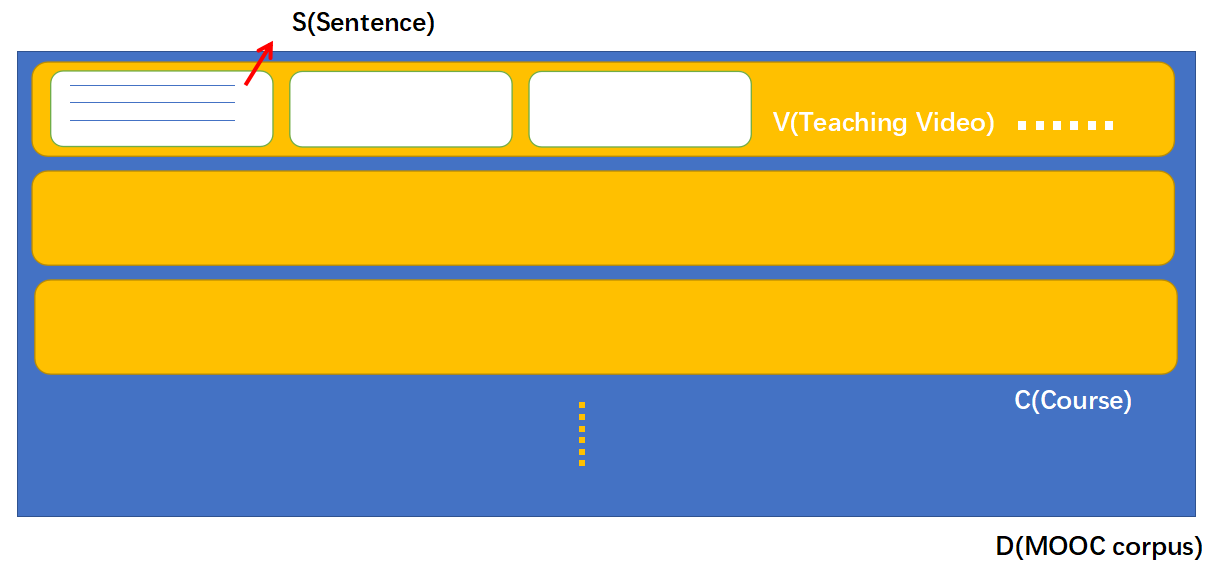 S(Sentence)
V(Teaching Video)
C(Course)
D(MOOC corpus)